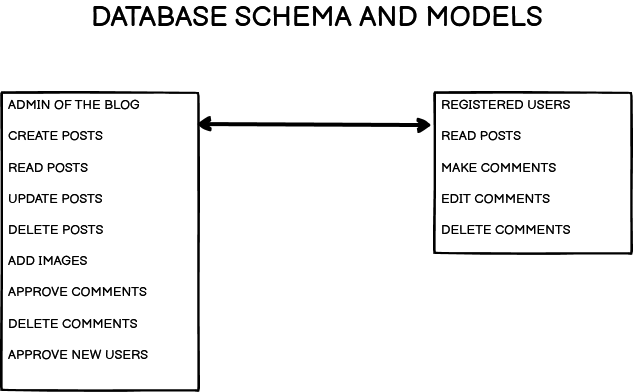 DATABASE SCHEMA AND MODELS
ADMIN OF THE BLOG
CREATE POSTS
READ POSTS
UPDATE POSTS
DELETE POSTS
ADD IMAGES
APPROVE COMMENTS
DELETE COMMENTS
APPROVE NEW USERS
REGISTERED USERS
READ POSTS
MAKE COMMENTS
EDIT COMMENTS
DELETE COMMENTS